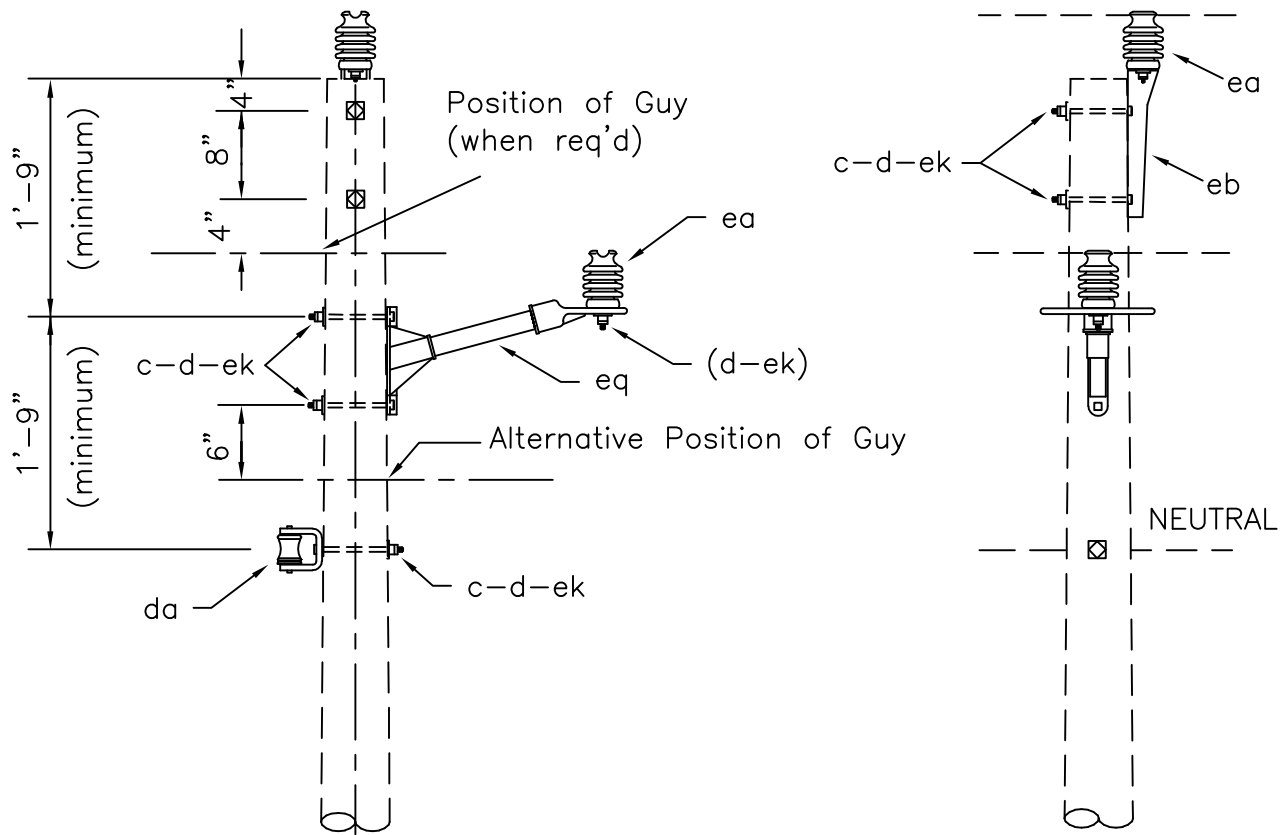 4”
Position of Guy
(when req’d)
8”
1’-9”
(minimum)
4”
ea
c-d-ek
(d-ek)
eq
1’-9”
(minimum)
6”
Alternative Position of Guy
c-d-ek
da
ea
c-d-ek
eb
NEUTRAL